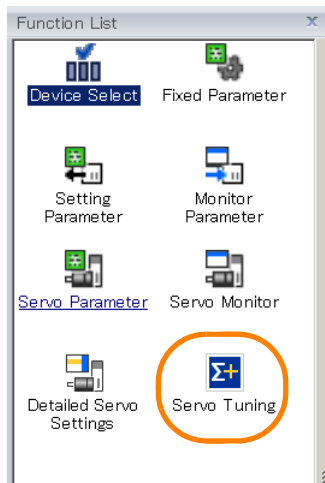 Function List
Device Select
Fixed Parameter
Setting
Parameter
Monitor
Parameter
Servo Parameter
Servo Monitor
Detailed Servo
Settings
Σ+
Servo Tuning